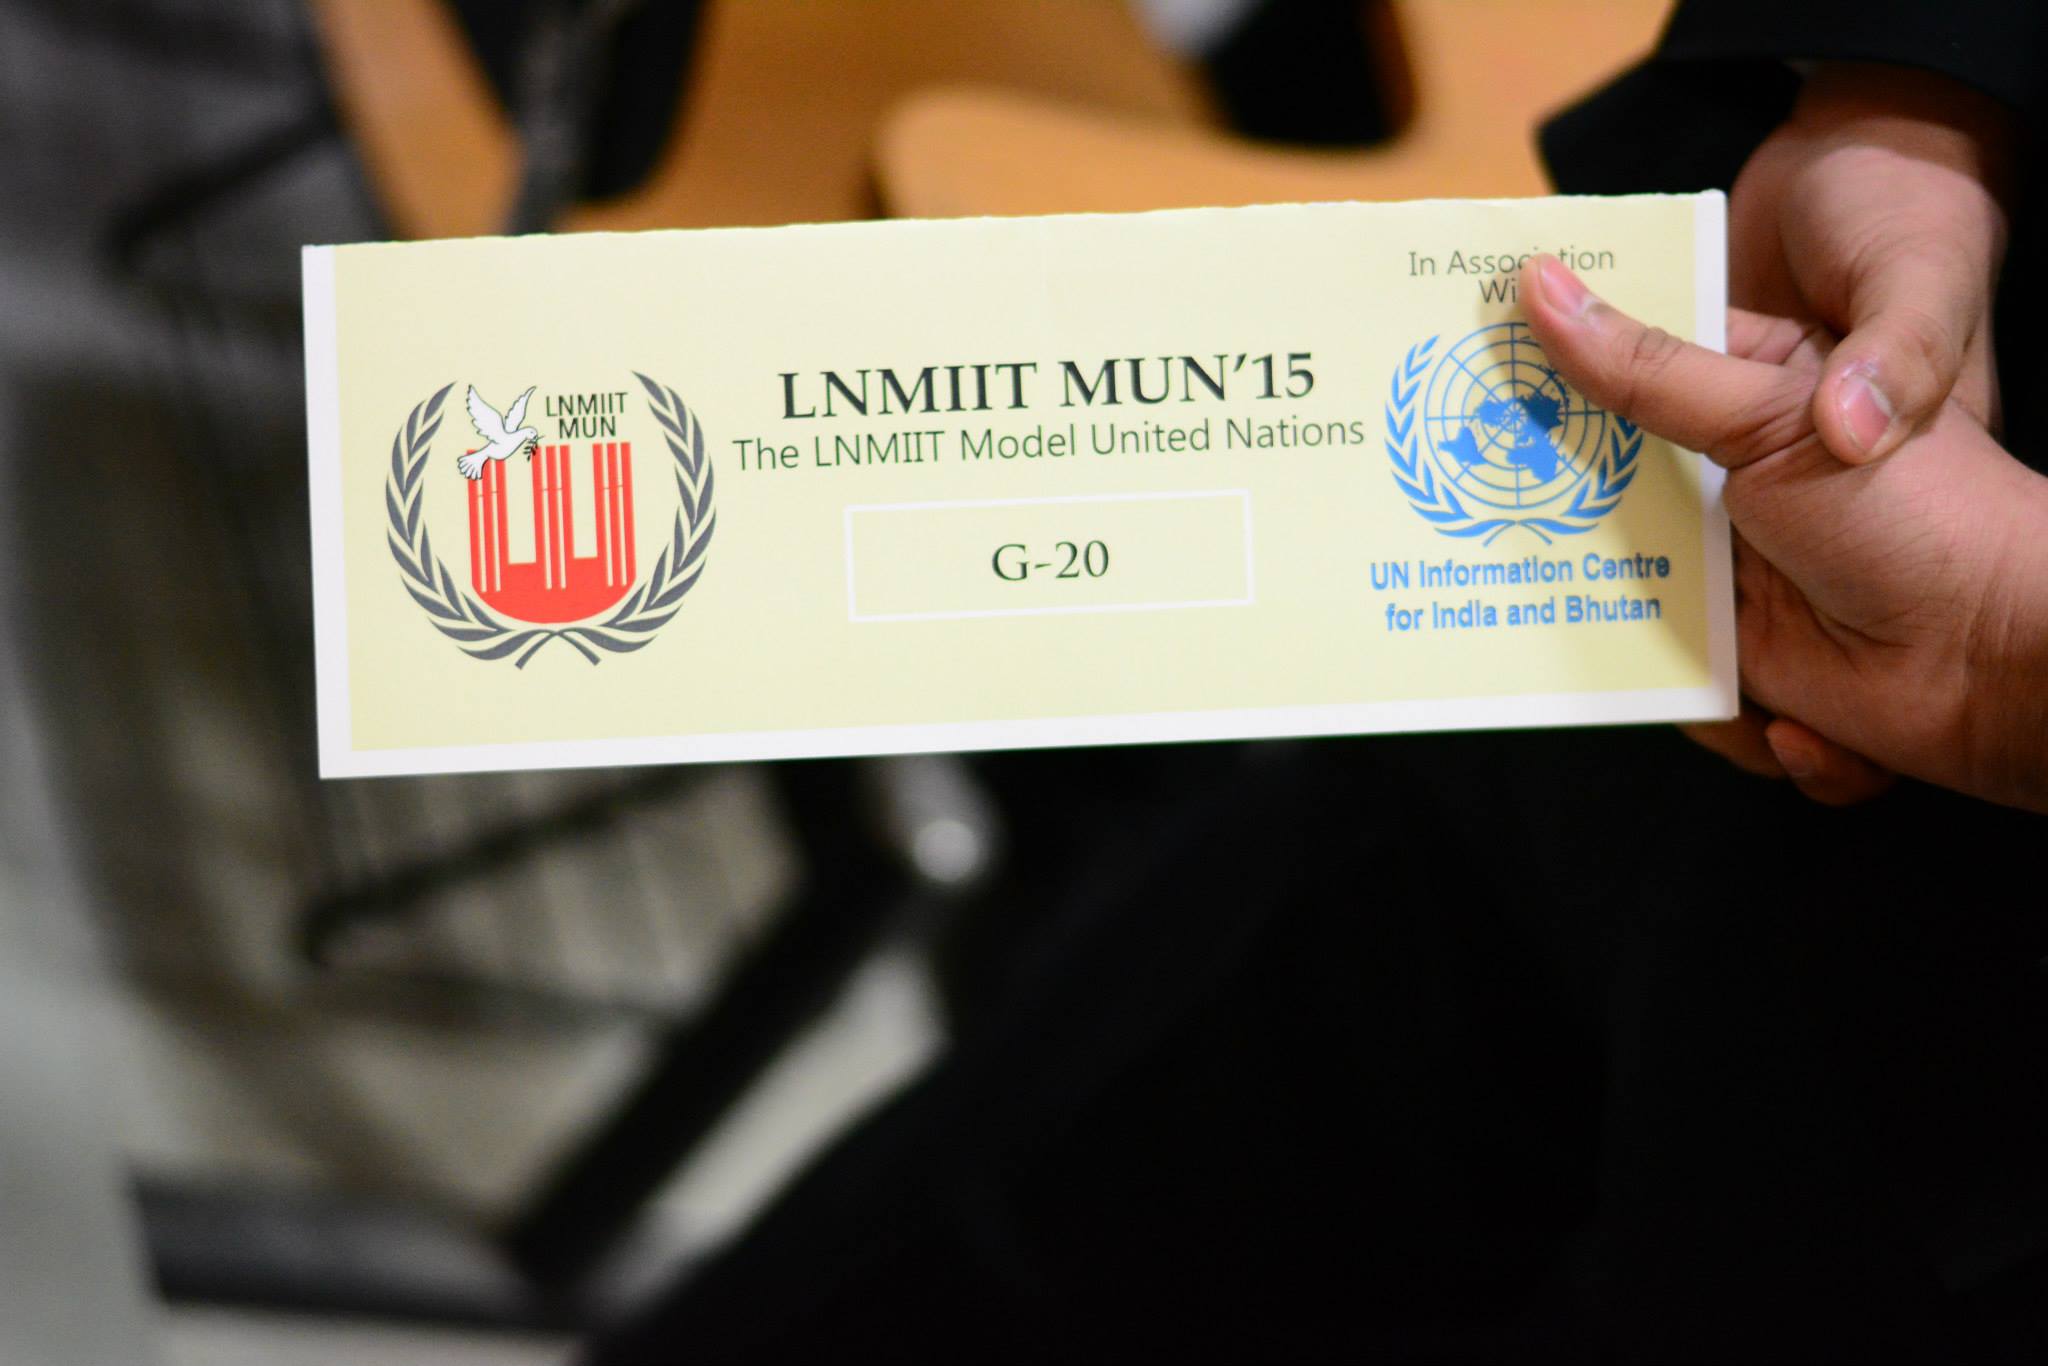 LNMIIT
MUN
LNMIIT MUN'15
The LNMIIT Model United Nations
G-20
In Association
UN Information Centre
for India and Bhutan